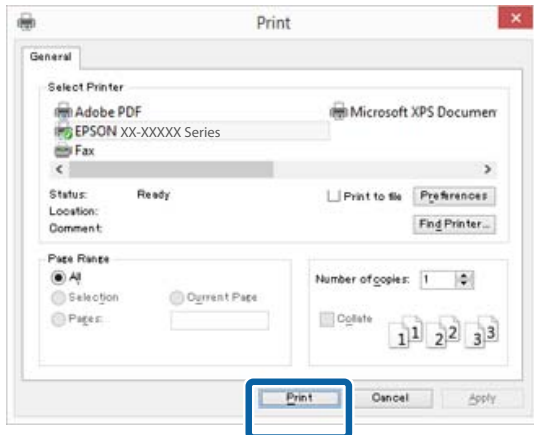 Print
General
Select Printer
Adobe PDF
Microsoft XPS Documen
EPSON XX-XXXXX Series
Fax
Status: Ready
Print to file
Preferences
Location:
Comment:
Find Printer...
Page Range
All
Selection
Current Page
Pages:
Number of copies: 1
Collate
1 1 2 2 3 3
Print
Cancel
Apply